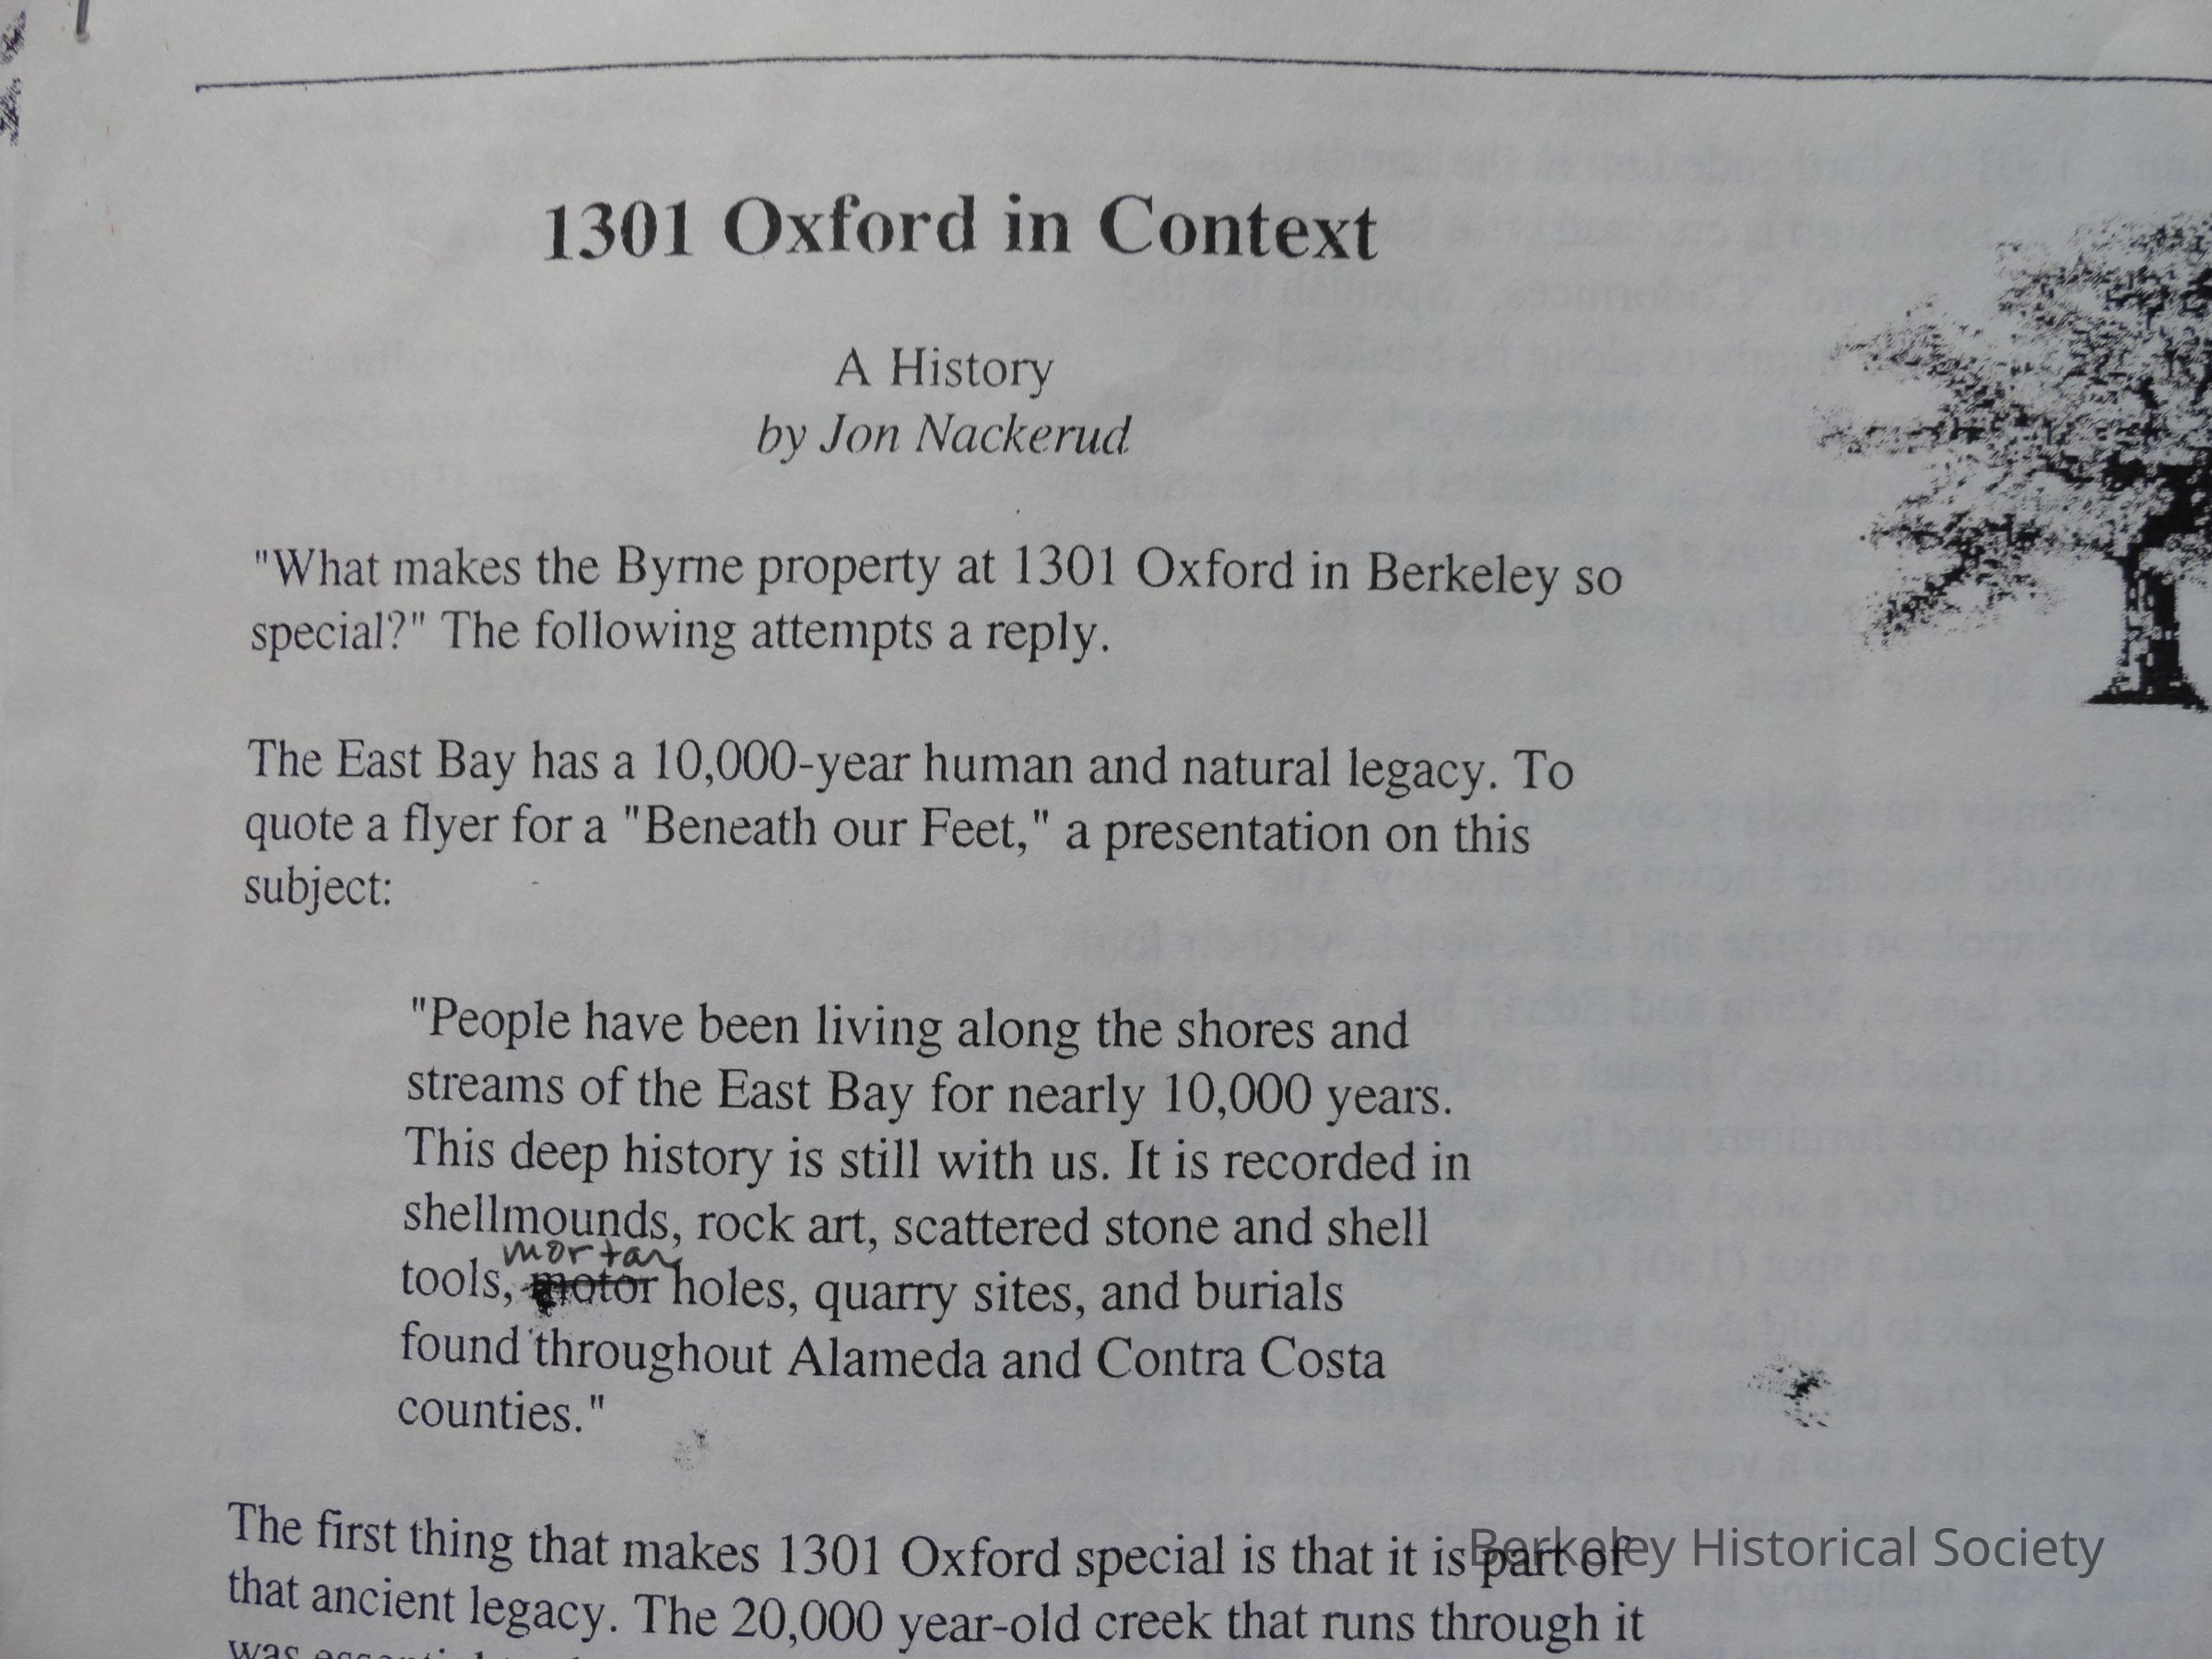 1301 Oxford in Context
A History
by Jon Nackerud
"What makes the Byrne property at 1301 Oxford in Berkeley so
special?" The following attempts a reply.
The East Bay has a 10,000-year human and natural legacy. To
quote a flyer for a "Beneath our Feet," a presentation on this
subject:
"People have been living along the shores and
streams of the East Bay for nearly 10,000 years.
This deep history is still with us. It is recorded in
shellmounds, rock art, scattered stone and shell
mortar
tools, motor holes, quarry sites, and burials
found throughout Alameda and Contra Costa
counties."
The first thing that makes 1301 Oxford special is that it is part of
that ancient legacy. The 20,000 year-old creek that runs through it
was
Berkeley Historical Society